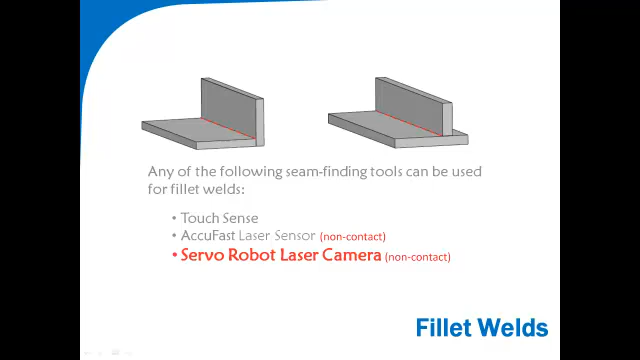 Any of the following seam-finding tools can be used
for fillet welds:
• Touch Sense
• AccuFast Laser Sensor (non-contact)
• Servo Robot Laser Camera (non-contact)
Fillet Welds